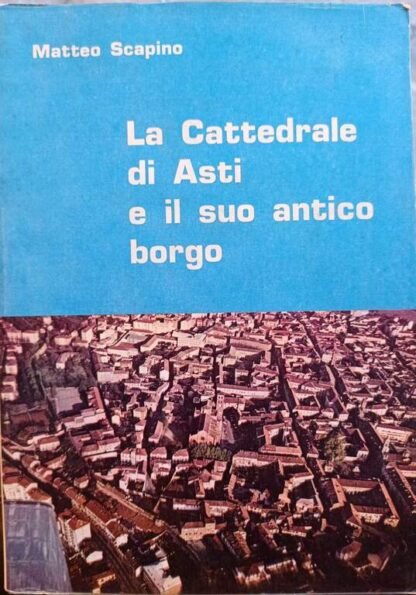 Matteo Scapino
La Cattedrale
di Asti
e il suo antico
borgo